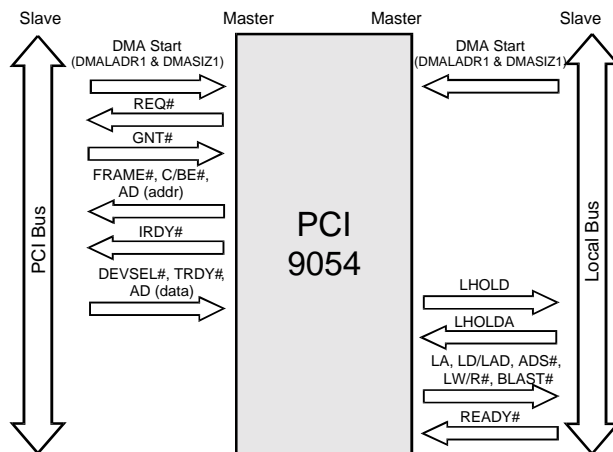 Slave
Master
Master
Slave
DMA Start
(DMALADR1 & DMASIZ1)
REQ#
GNT#
FRAME#, C/BE#,
AD (addr)
IRDY#
DEVSEL#, TRDY#,
AD (data)
PCI Bus
PCI
9054
DMA Start
(DMALADR1 & DMASIZ1)
LHOLD
LHOLDA
LA, LD/LAD, ADS#,
LW/R#, BLAST#
READY#
Local Bus